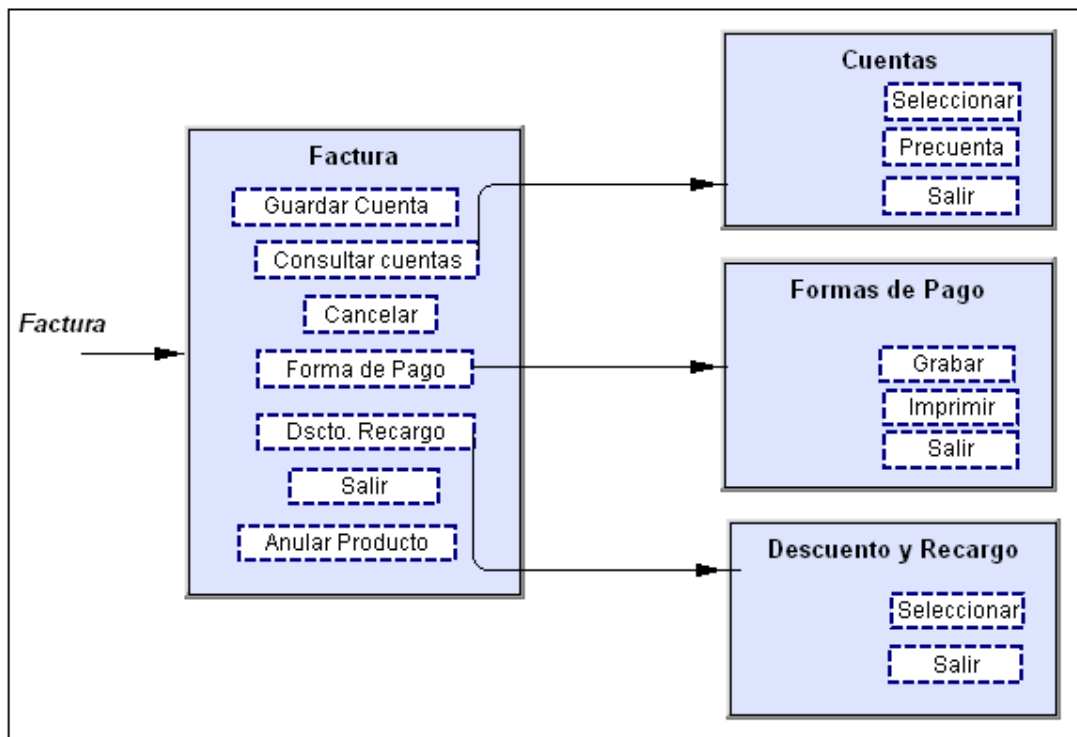 Factura
Factura
Guardar Cuenta
Consultar cuentas
Cancelar
Forma de Pago
Dscto. Recargo
Salir
Anular Producto
Cuentas
Seleccionar
Precuenta
Salir
Formas de Pago
Grabar
Imprimir
Salir
Descuento y Recargo
Seleccionar
Salir